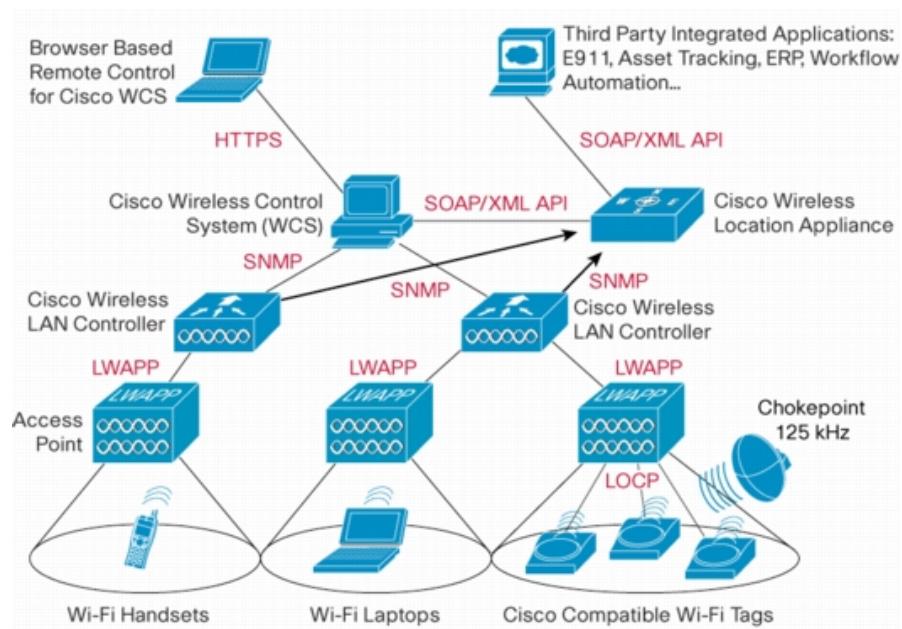 Browser Based
Remote Control
for Cisco WCS
Third Party Integrated Applications:
E911, Asset Tracking, ERP, Workflow
Automation...
HTTPS
SOAP/XML API
Cisco Wireless Control
System (WCS)
SOAP/XML API
Cisco Wireless
Location Appliance
SNMP
SNMP
SNMP
Cisco Wireless
LAN Controller
Cisco Wireless
LAN Controller
LWAPP
LWAPP
LWAPP
LWAPP
LWAPP
LWAPP
Access
Point
Chokepoint
125 kHz
LOCP
Wi-Fi Handsets
Wi-Fi Laptops
Cisco Compatible Wi-Fi Tags